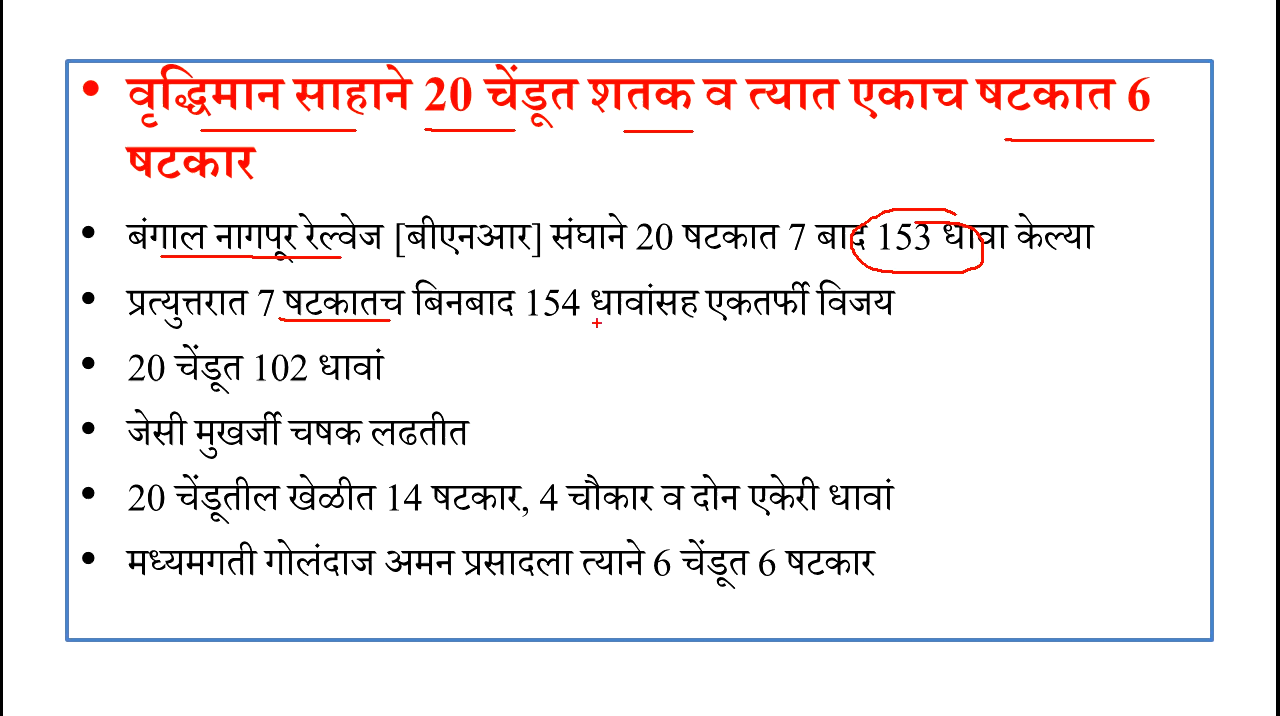 • वृद्धिमान साहाने 20 चेंडूत शतक व त्यात एकाच षटकात 6
षटकार
• बंगाल नागपूर रेल्वेज [बीएनआर] संघाने 20 षटकात 7 बाद 153 धावा केल्या
• प्रत्युत्तरात 7 षटकातच बिनबाद 154 धावांसह एकतर्फी विजय
• 20 चेंडूत 102 धावां
• जेसी मुखर्जी चषक लढतीत
• 20 चेंडूतील खेळीत 14 षटकार, 4 चौकार व दोन एकेरी धावां
• मध्यमगती गोलंदाज अमन प्रसादला त्याने 6 चेंडूत 6 षटकार